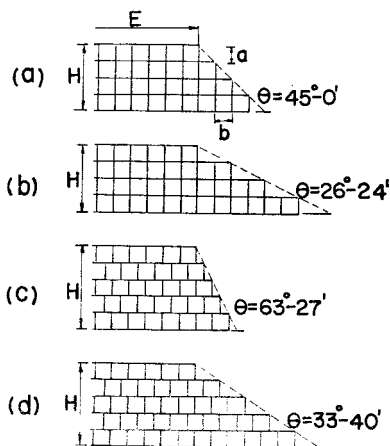 E
a
(a) H
θ=45°-0'
b
(b) H
θ=26°-24'
(c) H
θ=63°-27'
(d) H
θ=33°-40'